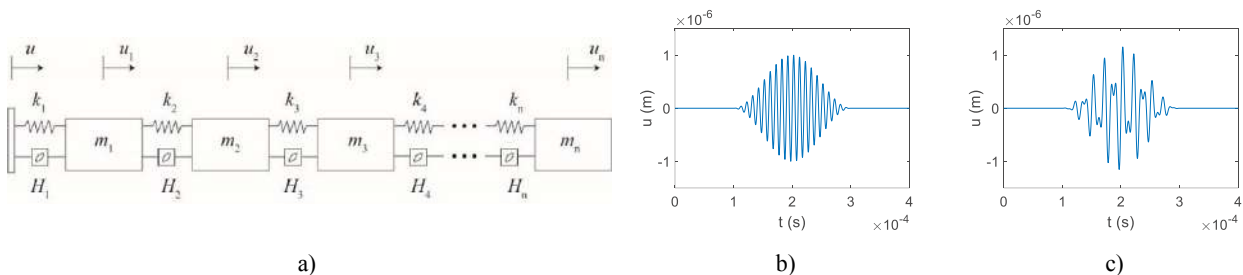 u u₁ u₂ u₃ uₙ
k₁ k₂ k₃ k₄ kₙ
m₁ m₂ m₃ mₙ
H₁ H₂ H₃ H₄ Hₙ
a)
×10⁻⁶
1
0
-1
u (m)
0 1 2 3 4
t (s)
×10⁻⁴
b)
×10⁻⁶
1
0
-1
u (m)
0 1 2 3 4
t (s)
×10⁻⁴
c)